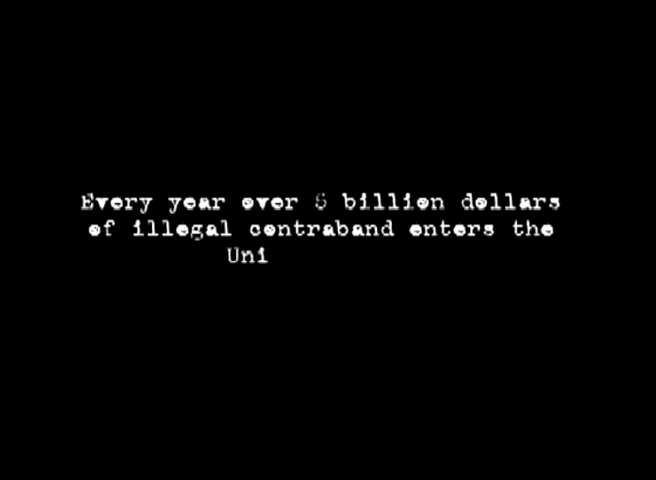 Every year over 5 billion dollars
of illegal contraband enters the
Uni